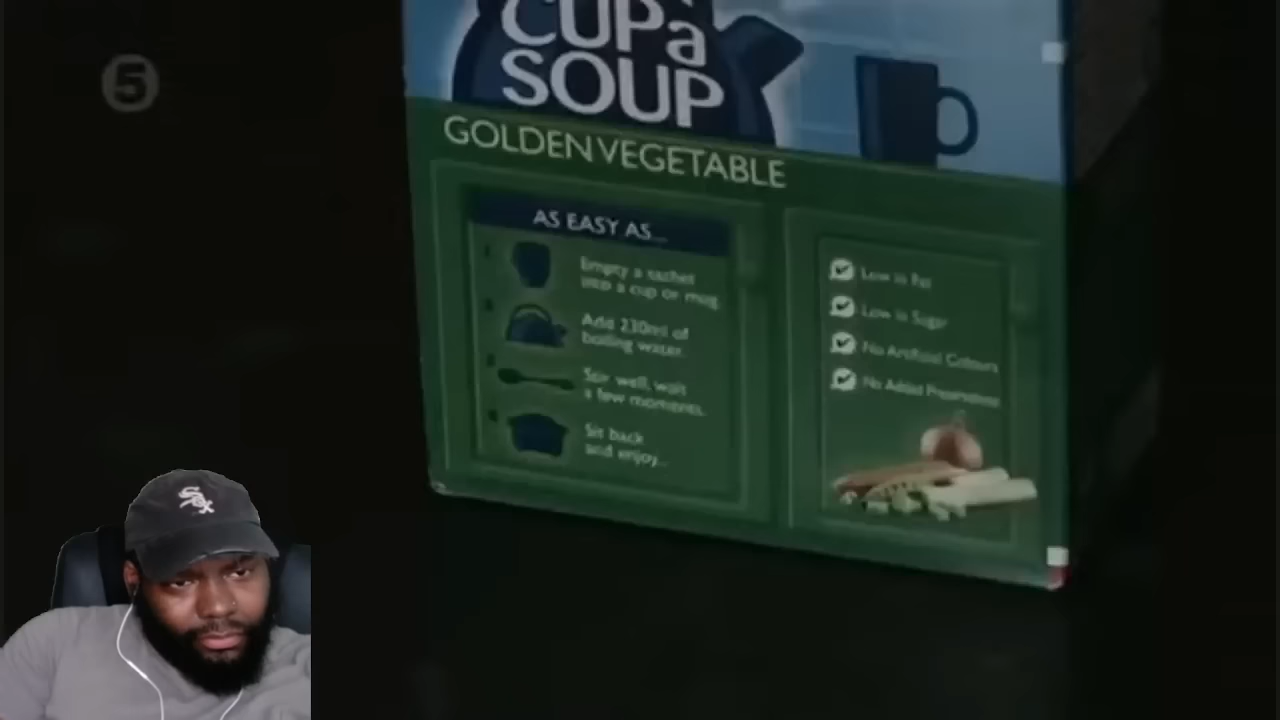 5
CUP a
SOUP
GOLDEN VEGETABLE
AS EASY AS...
Empty a sachet
into a cup or mug.
Add 230ml of
boiling water.
Stir well, wait
a few moments.
Sit back
and enjoy...
Low in Fat
Low in Sugar
No Artificial Colours
No Added Preservatives
Sox